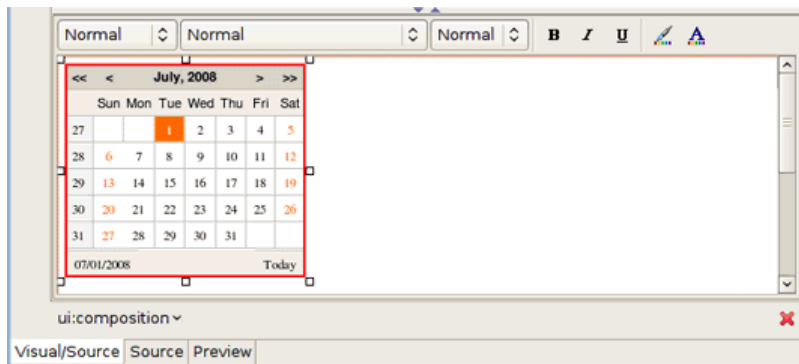 Normal Normal Normal B I U A
<< < July, 2008 > >>
Sun Mon Tue Wed Thu Fri Sat
27 1 2 3 4 5
28 6 7 8 9 10 11 12
29 13 14 15 16 17 18 19
30 20 21 22 23 24 25 26
31 27 28 29 30 31
07/01/2008 Today
ui:composition
Visual/Source Source Preview